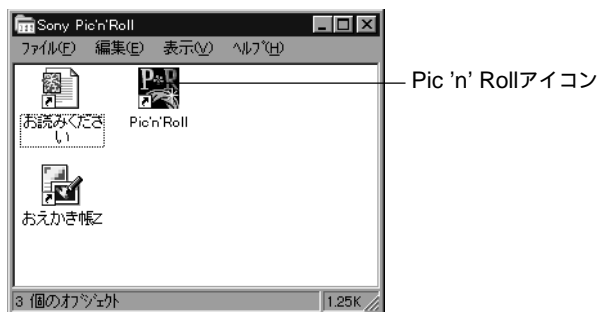 Sony Pic'n'Roll
ファイル(F) 編集(E) 表示(V) ヘルプ(H)
Pic ’n’ Rollアイコン
P R
お読みくださ
い
Pic'n'Roll
おえかき帳Z
3 個のオブジェクト 1.25K